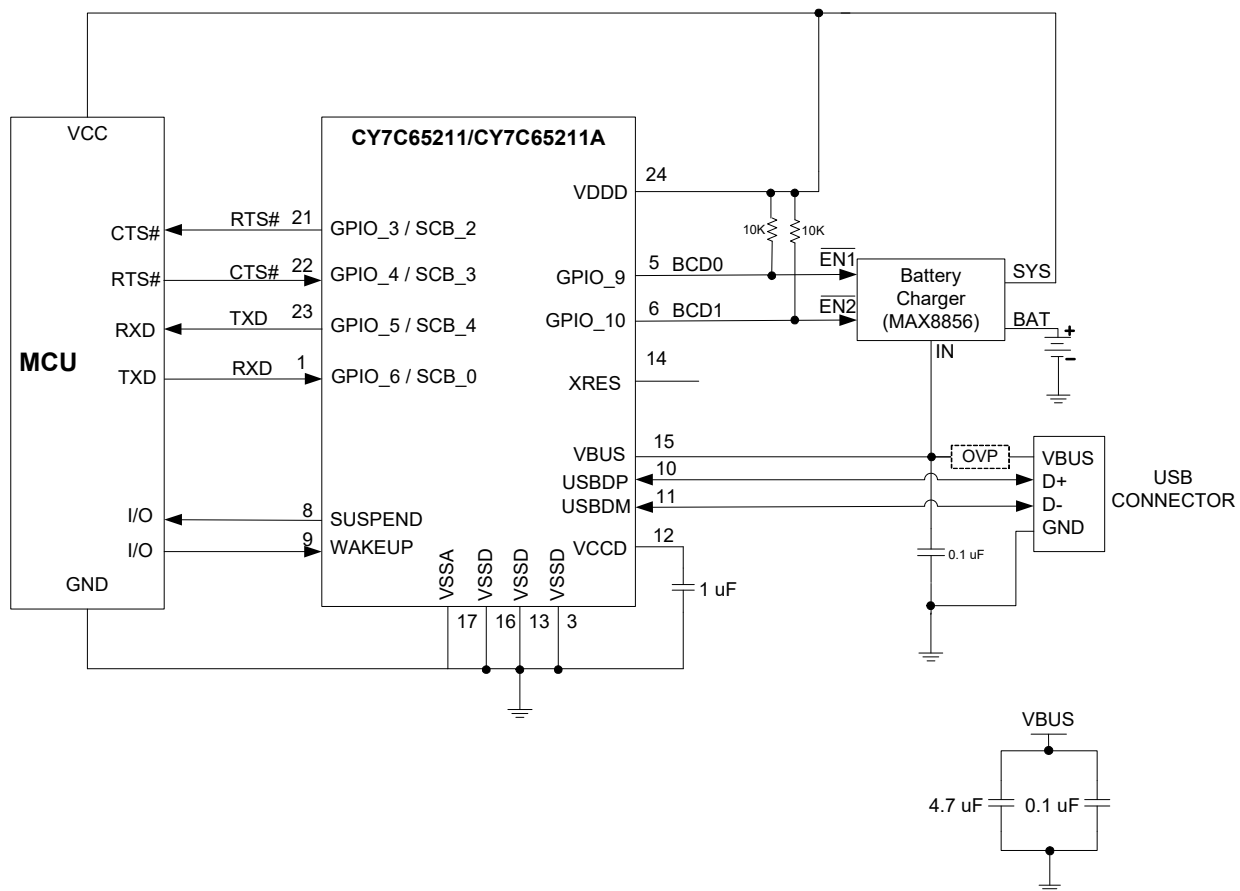 VCC
CY7C65211/CY7C65211A
VDDD
24
10K
10K
CTS#
RTS#
21
GPIO_3 / SCB_2
RTS#
CTS#
22
GPIO_4 / SCB_3
RXD
TXD
23
GPIO_5 / SCB_4
MCU
TXD
RXD
1
GPIO_6 / SCB_0
GPIO_9
5
BCD0
EN1
GPIO_10
6
BCD1
EN2
Battery
Charger
(MAX8856)
SYS
BAT
+
-
IN
XRES
14
VBUS
15
OVP
VBUS
USBDP
10
D+
USBDM
11
D-
GND
USB
CONNECTOR
I/O
8
SUSPEND
I/O
9
WAKEUP
VCCD
12
0.1 uF
1 uF
GND
VSSA
VSSD
VSSD
VSSD
17
16
13
3
VBUS
4.7 uF
0.1 uF